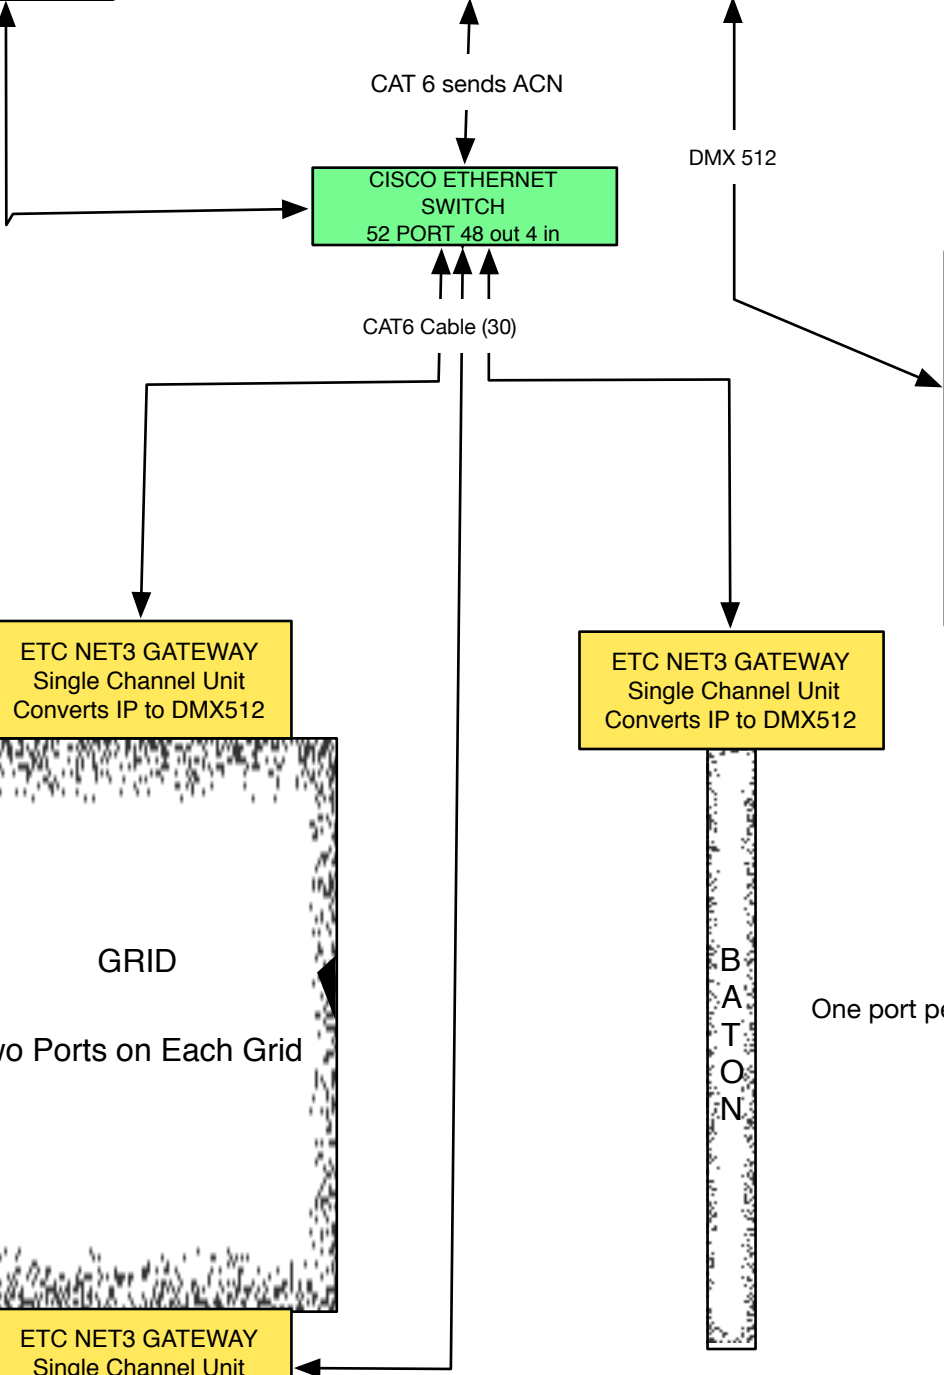 CAT 6 sends ACN
DMX 512
CISCO ETHERNET
SWITCH
52 PORT 48 out 4 in
CAT6 Cable (30)
ETC NET3 GATEWAY
Single Channel Unit
Converts IP to DMX512
ETC NET3 GATEWAY
Single Channel Unit
Converts IP to DMX512
GRID
Ports on Each Grid
B
A
T
O
N
One port
ETC NET3 GATEWAY
Single Channel Unit